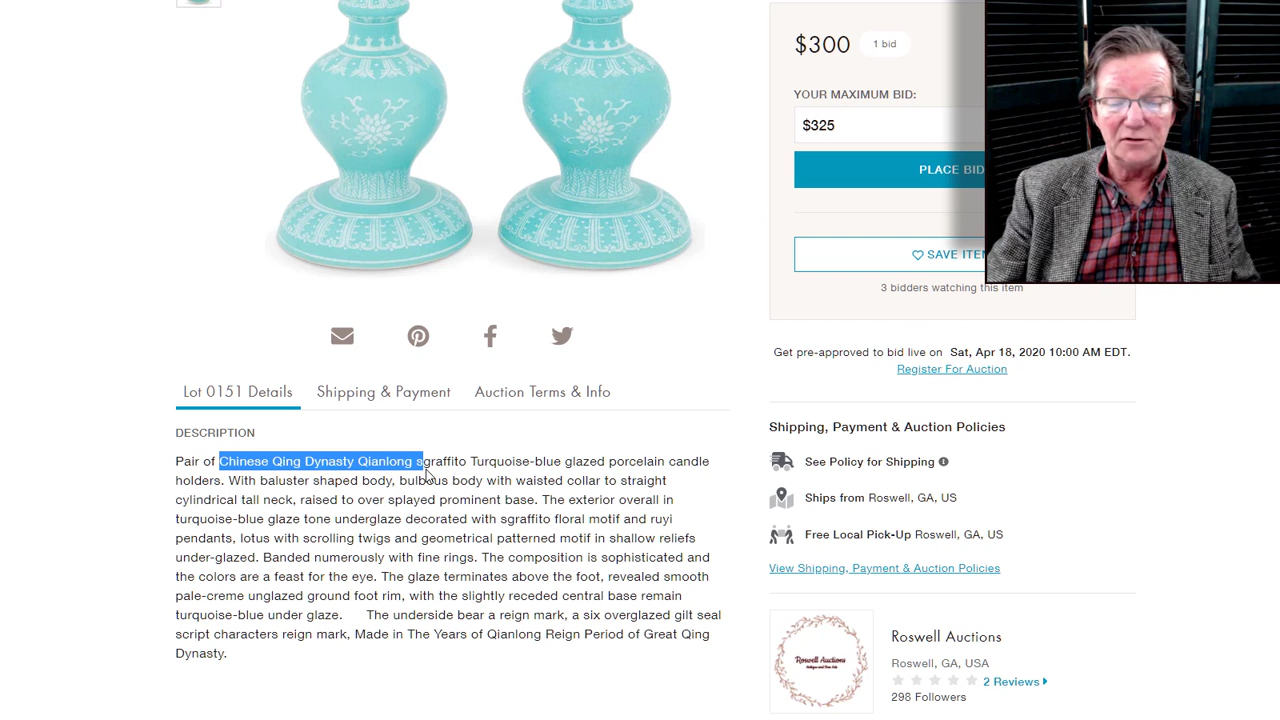 $300
1 bid
YOUR MAXIMUM BID:
$325
PLACE BID
SAVE ITEM
3 bidders watching this item
Get pre-approved to bid live on Sat, Apr 18, 2020 10:00 AM EDT.
Register For Auction
Lot 0151 Details
Shipping & Payment
Auction Terms & Info
DESCRIPTION
Pair of Chinese Qing Dynasty Qianlong sgraffito Turquoise-blue glazed porcelain candle
holders. With baluster shaped body, bulbous body with waisted collar to straight
cylindrical tall neck, raised to over splayed prominent base. The exterior overall in
turquoise-blue glaze tone underglaze decorated with sgraffito floral motif and ruyi
pendants, lotus with scrolling twigs and geometrical patterned motif in shallow reliefs
under-glazed. Banded numerously with fine rings. The composition is sophisticated and
the colors are a feast for the eye. The glaze terminates above the foot, revealed smooth
pale-creme unglazed ground foot rim, with the slightly receded central base remain
turquoise-blue under glaze. The underside bear a reign mark, a six overglazed gilt seal
script characters reign mark, Made in The Years of Qianlong Reign Period of Great Qing
Dynasty.
Shipping, Payment & Auction Policies
See Policy for Shipping
Ships from Roswell, GA, US
Free Local Pick-Up Roswell, GA, US
View Shipping, Payment & Auction Policies
Roswell Auctions
Roswell Auctions
Roswell, GA, USA
2 Reviews
298 Followers